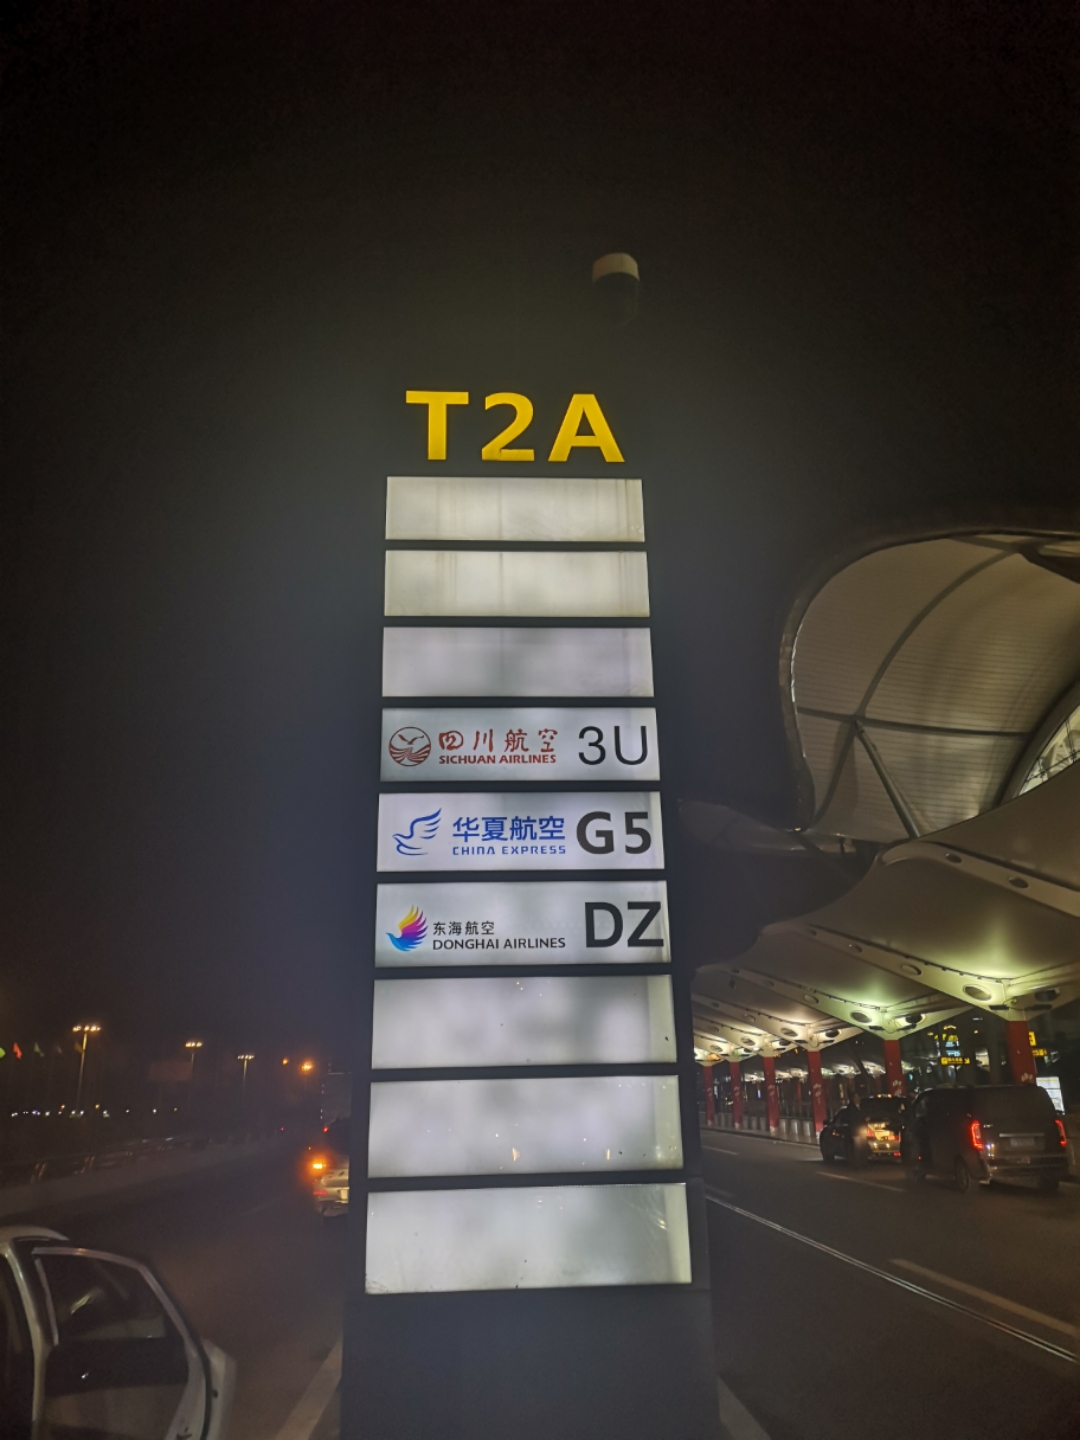 T2A
四川航空 3U
SICHUAN AIRLINES
华夏航空 G5
CHINA EXPRESS
东海航空 DZ
DONGHAI AIRLINES